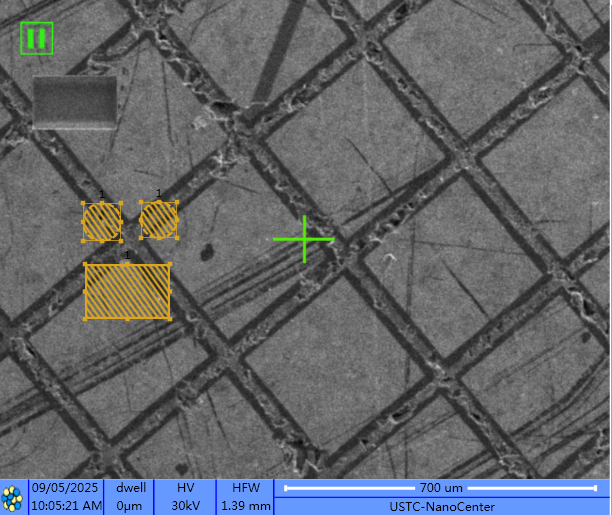 1 1
1
09/05/2025 dwell HV HFW 700 um
10:05:21 AM 0µm 30kV 1.39 mm USTC-NanoCenter